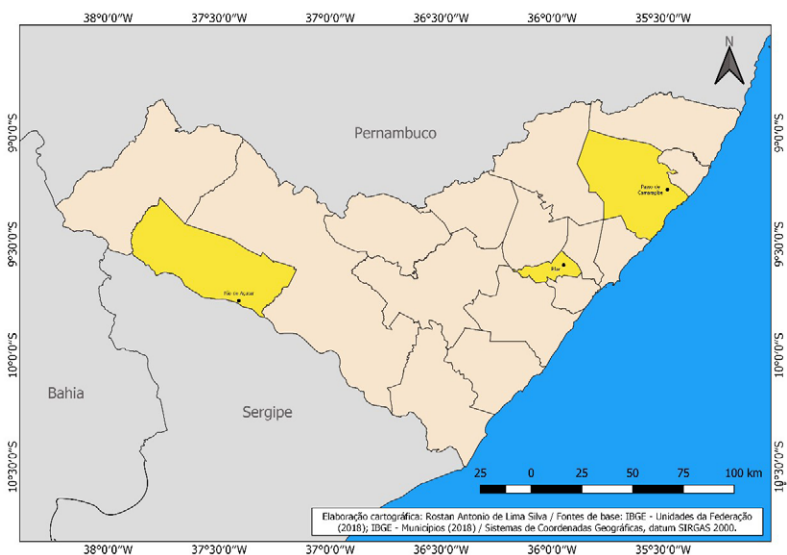 38°0'0"W 37°30'0"W 37°0'0"W 36°30'0"W 36°0'0"W 35°30'0"W
N
9°0'0"S 9°0'0"S
Pernambuco
Passo de
Camaragibe
9°30'0"S 9°30'0"S
Pilar
Pão de Açúcar
10°0'0"S 10°0'0"S
Bahia
Sergipe
10°30'0"S 10°30'0"S
25 0 25 50 75 100 km
Elaboração cartográfica: Rostan Antonio de Lima Silva / Fontes de base: IBGE - Unidades da Federação
(2018); IBGE - Municípios (2018) / Sistemas de Coordenadas Geográficas, datum SIRGAS 2000.
38°0'0"W 37°30'0"W 37°0'0"W 36°30'0"W 36°0'0"W 35°30'0"W